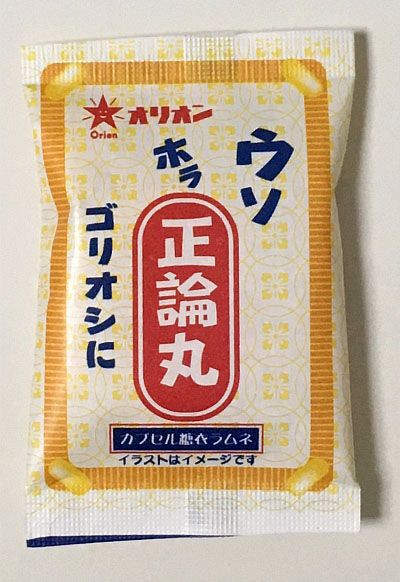 オリオン
Orion
ウソ
ホラ
ゴリオシに
正論丸
カプセル糖衣ラムネ
イラストはイメージです